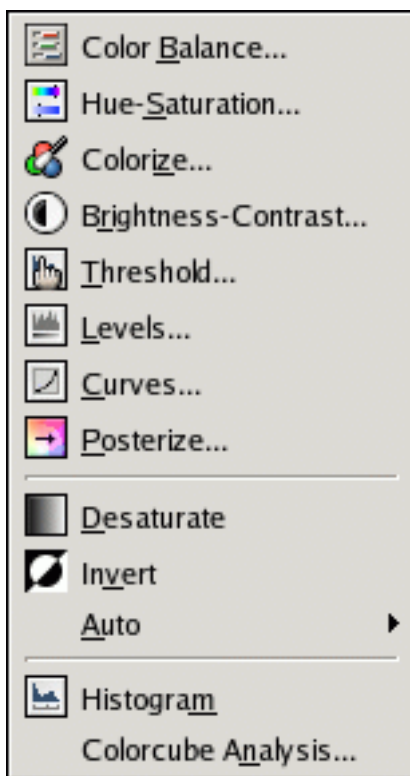 Color Balance...
Hue-Saturation...
Colorize...
Brightness-Contrast...
Threshold...
Levels...
Curves...
Posterize...
Desaturate
Invert
Auto
Histogram
Colorcube Analysis...